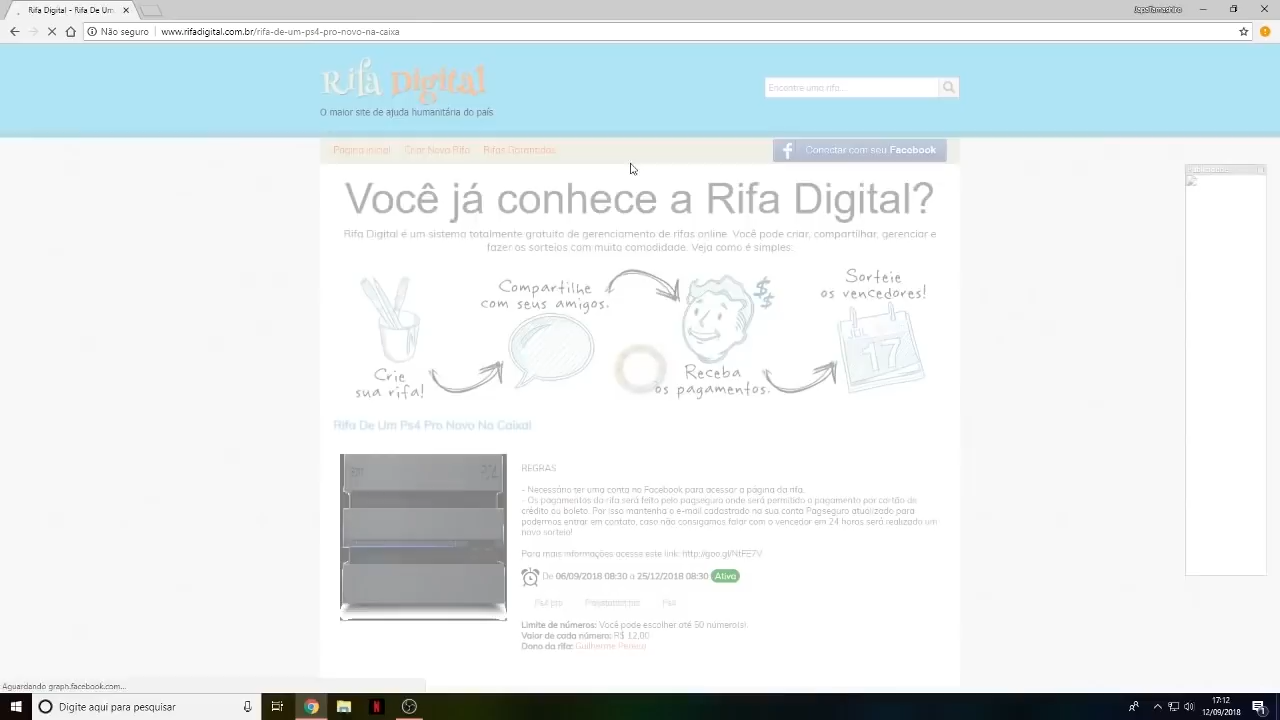 Rifa Digital - Rifa De Um
JapaTamashiro
Não seguro
www.rifadigital.com.br/rifa-de-um-ps4-pro-novo-na-caixa
Rifa Digital
O maior site de ajuda humanitária do país
Encontre uma rifa...
Página Inicial Criar Nova Rifa
Conectar com seu Facebook
Você já conhece a Rifa Digital?
Rifa Digital é um sistema totalmente gratuito de gerenciamento de rifas online. Você pode criar, compartilhar, gerenciar e
fazer os sorteios com muita comodidade. Veja como é simples:
Crie
sua rifa!
Compartilhe
com seus amigos.
Receba
os pagamentos.
$$
Sorteie
os vencedores!
JUL
17
Rifa De Um Ps4 Pro Novo Na Caixa!
REGRAS
- Necessário ter uma conta no Facebook para acessar a página da rifa.
- Os pagamentos da rifa será feito pelo pagseguro onde será permitido o pagamento por cartão de
crédito ou boleto. Por isso mantenha o e-mail cadastrado na sua conta Pagseguro atualizado para
podermos entrar em contato, caso não consigamos falar com o vencedor em 24 horas será realizado um
novo sorteio!
Para mais informações acesse este link: http://goo.gl/NtFE7V
De 06/09/2018 08:30 a 25/12/2018 08:30 Ativa
Ps4 pro Ps4
Limite de números: Você pode escolher até 50 números!
Valor de cada número: R$ 12,00
Dono da rifa: Guilherme
Aguardando graph.facebook.com...
Digite aqui para pesquisar
17:12
12/09/2018